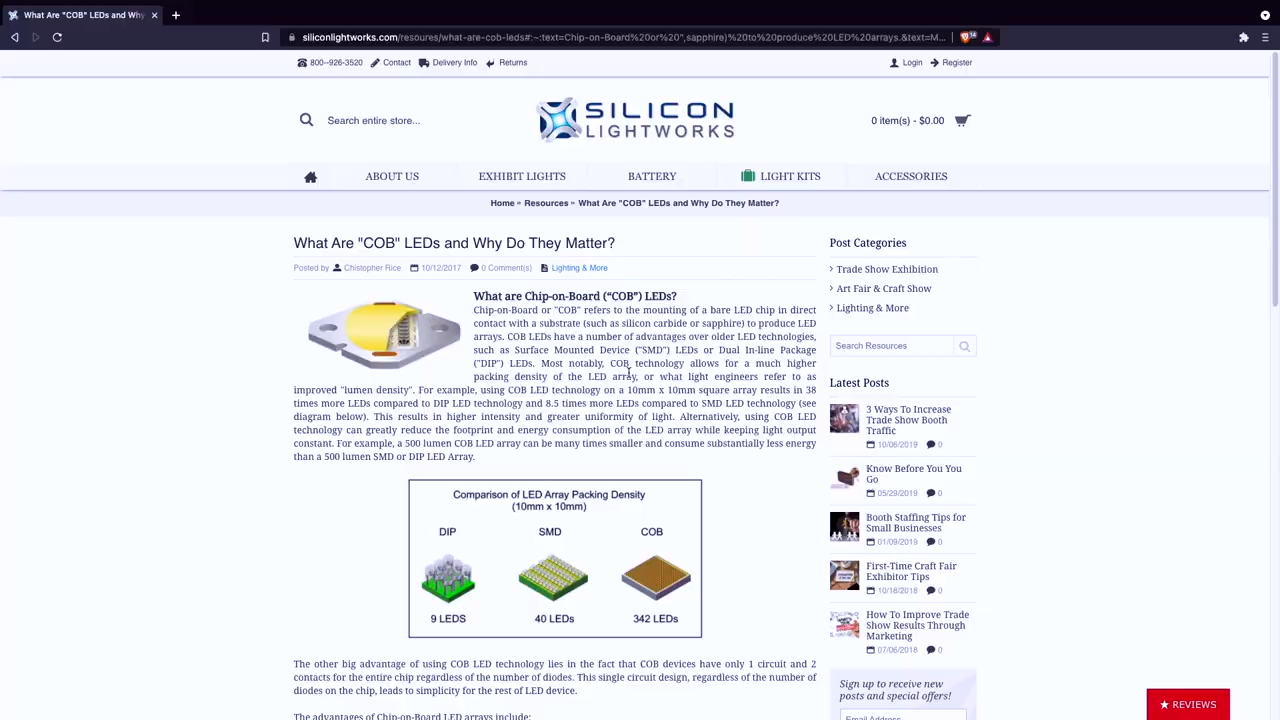 What Are "COB" LEDs and Why
siliconlightworks.com/resoures/what-are-cob-leds#:~:text=Chip-on-Board%20or%20",sapphire)%20to%20produce%20LED%20arrays.&text=M...
14
800--926-3520 Contact Delivery Info Returns
Login Register
Search entire store...
SILICON
LIGHTWORKS
0 item(s) - $0.00
ABOUT US EXHIBIT LIGHTS BATTERY LIGHT KITS ACCESSORIES
Home » Resources » What Are "COB" LEDs and Why Do They Matter?
What Are "COB" LEDs and Why Do They Matter?
Posted by Chistopher Rice 10/12/2017 0 Comment(s) Lighting & More
What are Chip-on-Board (“COB”) LEDs?
Chip-on-Board or "COB" refers to the mounting of a bare LED chip in direct
contact with a substrate (such as silicon carbide or sapphire) to produce LED
arrays. COB LEDs have a number of advantages over older LED technologies,
such as Surface Mounted Device ("SMD") LEDs or Dual In-line Package
("DIP") LEDs. Most notably, COB technology allows for a much higher
packing density of the LED array, or what light engineers refer to as
improved "lumen density". For example, using COB LED technology on a 10mm x 10mm square array results in 38
times more LEDs compared to DIP LED technology and 8.5 times more LEDs compared to SMD LED technology (see
diagram below). This results in higher intensity and greater uniformity of light. Alternatively, using COB LED
technology can greatly reduce the footprint and energy consumption of the LED array while keeping light output
constant. For example, a 500 lumen COB LED array can be many times smaller and consume substantially less energy
than a 500 lumen SMD or DIP LED Array.
Comparison of LED Array Packing Density
(10mm x 10mm)
DIP SMD COB
9 LEDS 40 LEDs 342 LEDs
The other big advantage of using COB LED technology lies in the fact that COB devices have only 1 circuit and 2
contacts for the entire chip regardless of the number of diodes. This single circuit design, regardless of the number of
diodes on the chip, leads to simplicity for the rest of LED device.
The advantages of Chip-on-Board LED arrays include:
Post Categories
Trade Show Exhibition
Art Fair & Craft Show
Lighting & More
Search Resources
Latest Posts
3 Ways To Increase
Trade Show Booth
Traffic
10/06/2019 0
Know Before You You
Go
05/29/2019 0
Booth Staffing Tips for
Small Businesses
01/09/2019 0
First-Time Craft Fair
Exhibitor Tips
10/18/2018 0
How To Improve Trade
Show Results Through
Marketing
07/06/2018 0
Sign up to receive new
posts and special offers!
Email Address
★ REVIEWS